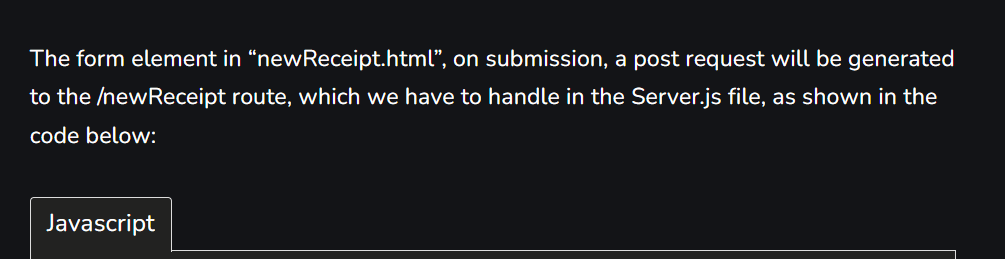 The form element in “newReceipt.html”, on submission, a post request will be generated
to the /newReceipt route, which we have to handle in the Server.js file, as shown in the
code below:
Javascript